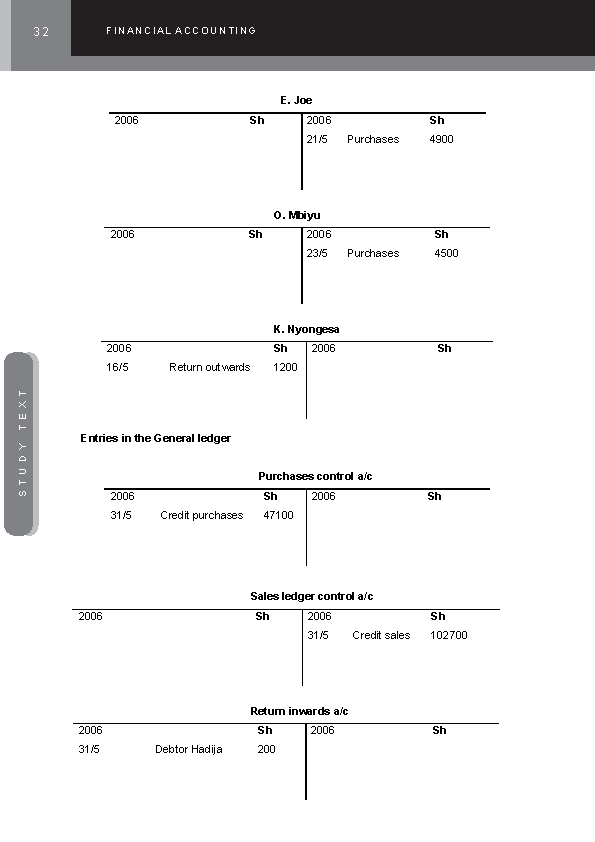 32
FINANCIAL ACCOUNTING
E. Joe
2006 Sh 2006 Sh
21/5 Purchases 4900
O. Mbiyu
2006 Sh 2006 Sh
23/5 Purchases 4500
K. Nyongesa
2006 Sh 2006 Sh
16/5 Return outwards 1200
STUDY TEXT
Entries in the General ledger
Purchases control a/c
2006 Sh 2006 Sh
31/5 Credit purchases 47100
Sales ledger control a/c
2006 Sh 2006 Sh
31/5 Credit sales 102700
Return inwards a/c
2006 Sh 2006 Sh
31/5 Debtor Hadija 200